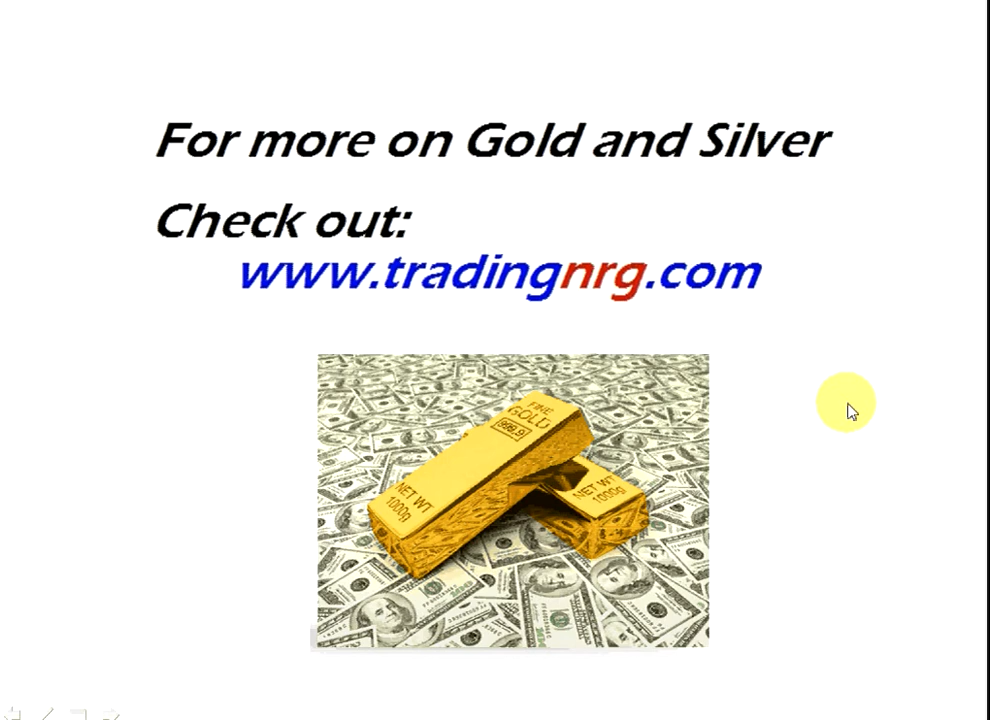 For more on Gold and Silver
Check out:
www.tradingnrg.com
FINE
GOLD
999.9
NET WT
1000g
NET WT
1000g